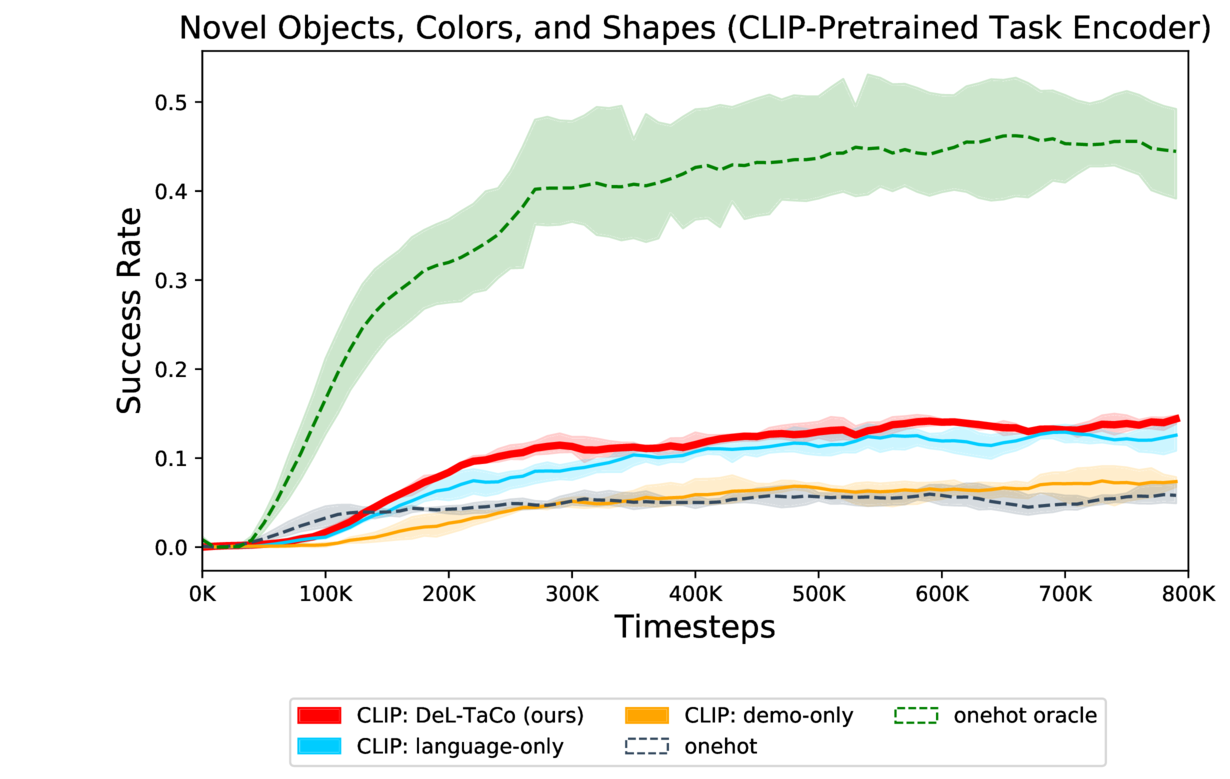 Novel Objects, Colors, and Shapes (CLIP-Pretrained Task Encoder)
Success Rate
0.5
0.4
0.3
0.2
0.1
0.0
0K 100K 200K 300K 400K 500K 600K 700K 800K
Timesteps
CLIP: DeL-TaCo (ours) CLIP: demo-only onehot oracle
CLIP: language-only onehot